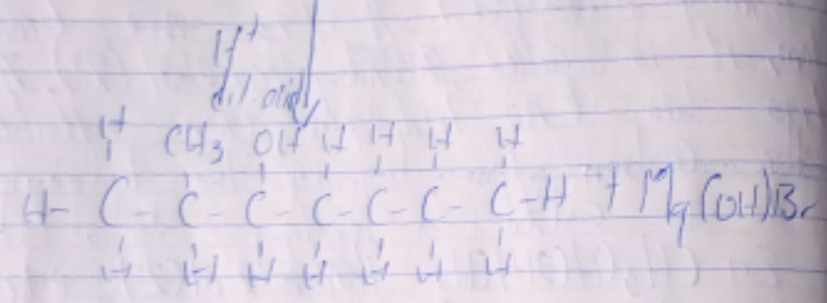 H+
dil. acid
H CH3 OH H H H H
H- C - C - C - C - C - C - C -H + Mg(OH)Br
H H H H H H H